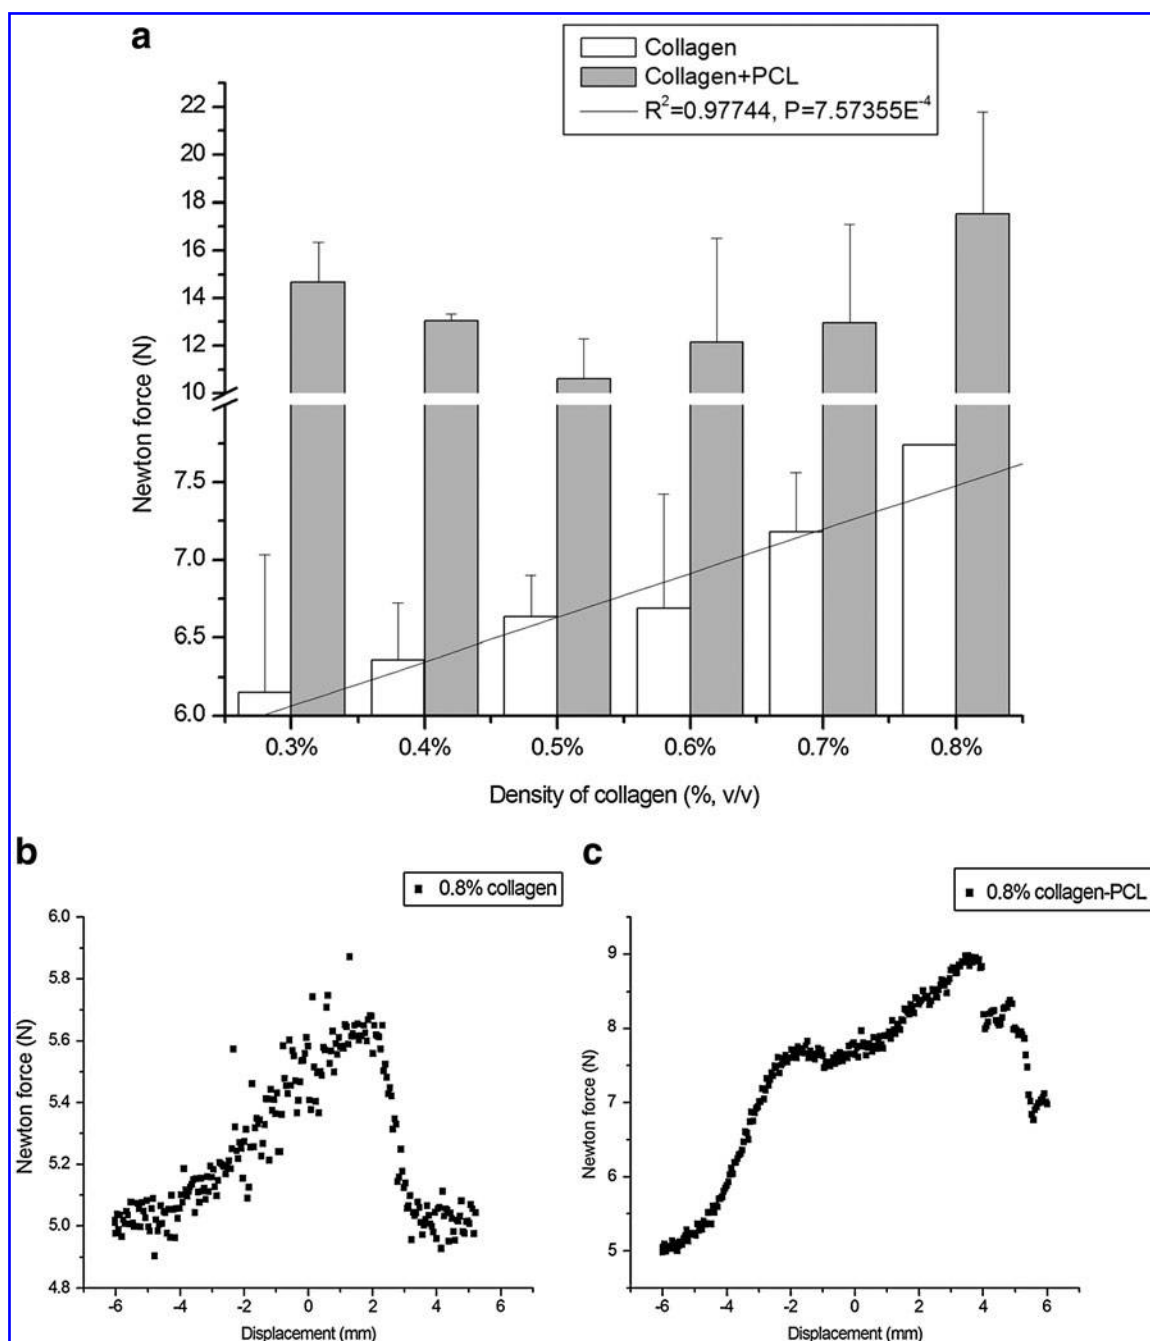 a
Collagen
Collagen+PCL
R²=0.97744, P=7.57355E⁻⁴
22
20
18
16
14
12
10
7.5
7.0
6.5
6.0
Newton force (N)
0.3% 0.4% 0.5% 0.6% 0.7% 0.8%
Density of collagen (%, v/v)
b
0.8% collagen
6.0
5.8
5.6
5.4
5.2
5.0
4.8
Newton force (N)
-6 -4 -2 0 2 4 6
Displacement (mm)
c
0.8% collagen-PCL
9
8
7
6
5
Newton force (N)
-6 -4 -2 0 2 4 6
Displacement (mm)